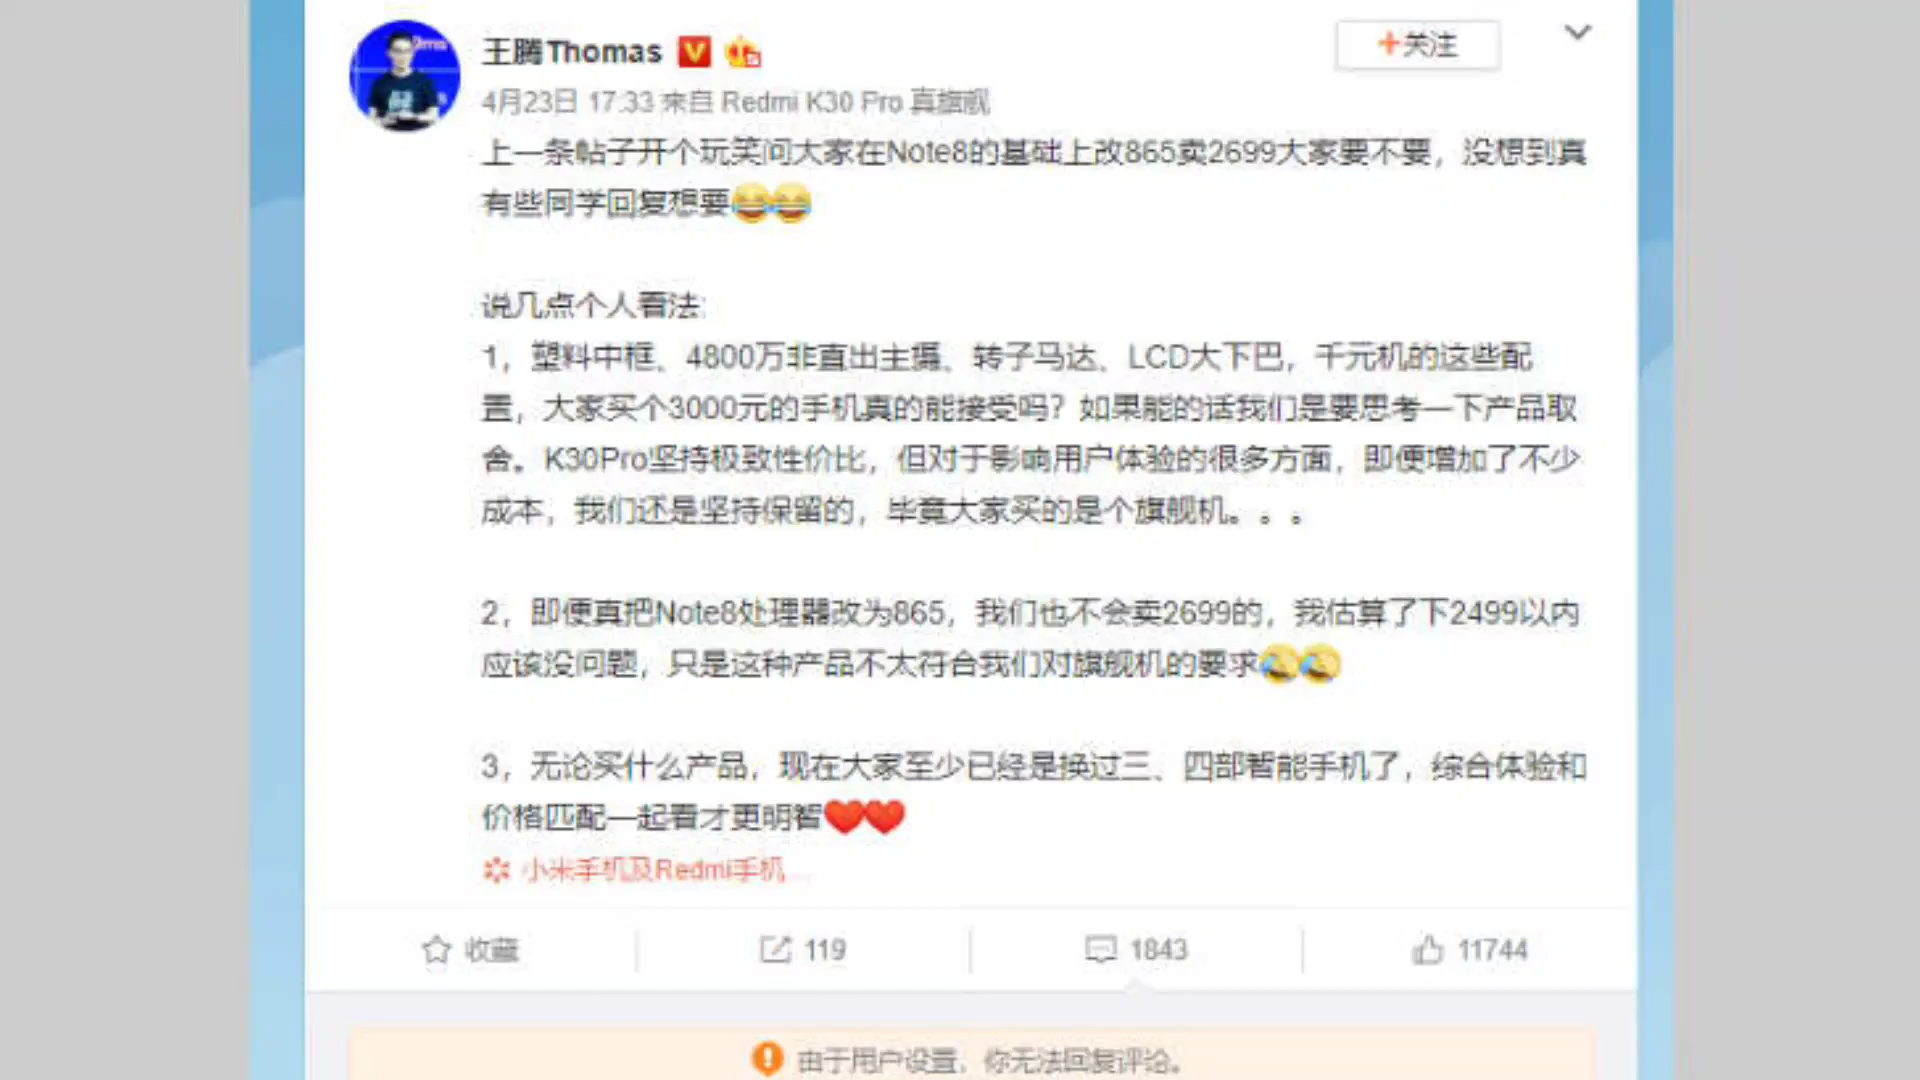 王腾Thomas
+关注
4月23日 17:33 来自 Redmi K30 Pro 真旗舰
上一条帖子开个玩笑问大家在Note8的基础上改865卖2699大家要不要，没想到真
有些同学回复想要😂😂
说几点个人看法:
1，塑料中框、4800万非直出主摄、转子马达、LCD大下巴，千元机的这些配
置，大家买个3000元的手机真的能接受吗？如果能的话我们是要思考一下产品取
舍。K30Pro坚持极致性价比，但对于影响用户体验的很多方面，即便增加了不少
成本，我们还是坚持保留的，毕竟大家买的是个旗舰机。。。
2，即便真把Note8处理器改为865，我们也不会卖2699的，我估算了下2499以内
应该没问题，只是这种产品不太符合我们对旗舰机的要求🤣🤣
3，无论买什么产品，现在大家至少已经是换过三、四部智能手机了，综合体验和
价格匹配一起看才更明智❤️❤️
小米手机及Redmi手机...
收藏
119
1843
11744
由于用户设置，你无法回复评论。